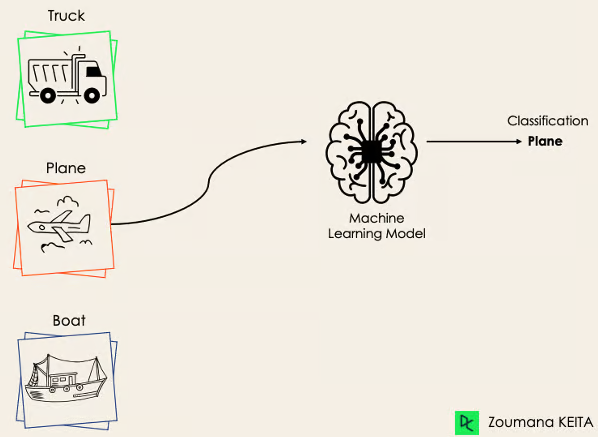 Truck
Plane
Boat
Machine
Learning Model
Classification
Plane
Zoumana KEITA